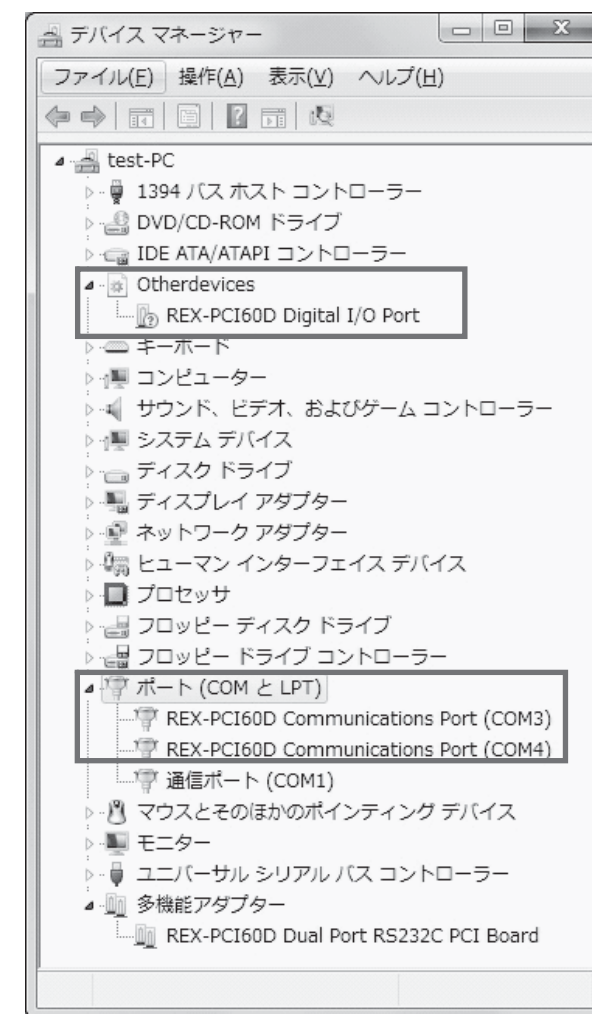 デバイス マネージャー
ファイル(F) 操作(A) 表示(V) ヘルプ(H)
test-PC
1394 バス ホスト コントローラー
DVD/CD-ROM ドライブ
IDE ATA/ATAPI コントローラー
Otherdevices
REX-PCI60D Digital I/O Port
キーボード
コンピューター
サウンド、ビデオ、およびゲーム コントローラー
システム デバイス
ディスク ドライブ
ディスプレイ アダプター
ネットワーク アダプター
ヒューマン インターフェイス デバイス
プロセッサ
フロッピー ディスク ドライブ
フロッピー ドライブ コントローラー
ポート (COM と LPT)
REX-PCI60D Communications Port (COM3)
REX-PCI60D Communications Port (COM4)
通信ポート (COM1)
マウスとそのほかのポインティング デバイス
モニター
ユニバーサル シリアル バス コントローラー
多機能アダプター
REX-PCI60D Dual Port RS232C PCI Board